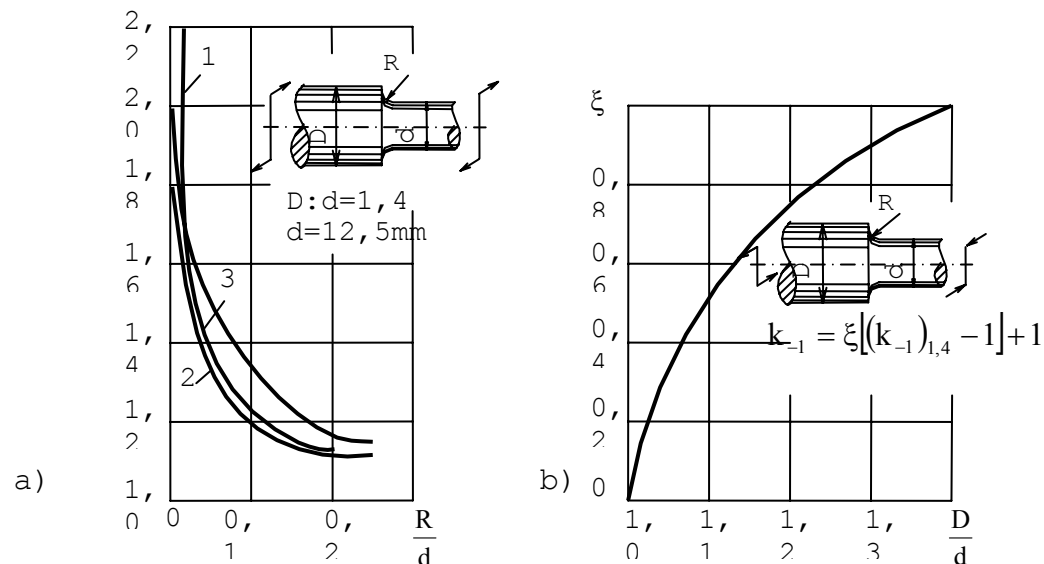 2,2
2,0
1,8
1,6
1,4
1,2
1,0
1
3
2
R
D
d
D:d=1,4
d=12,5mm
a)
0
0,1
0,2
R/d
ξ
0,8
0,6
0,4
0,2
0
R
D
d
k₋₁ = ξ[(k₋₁)₁,₄ − 1] + 1
b)
1,0
1,1
1,2
1,3
D/d